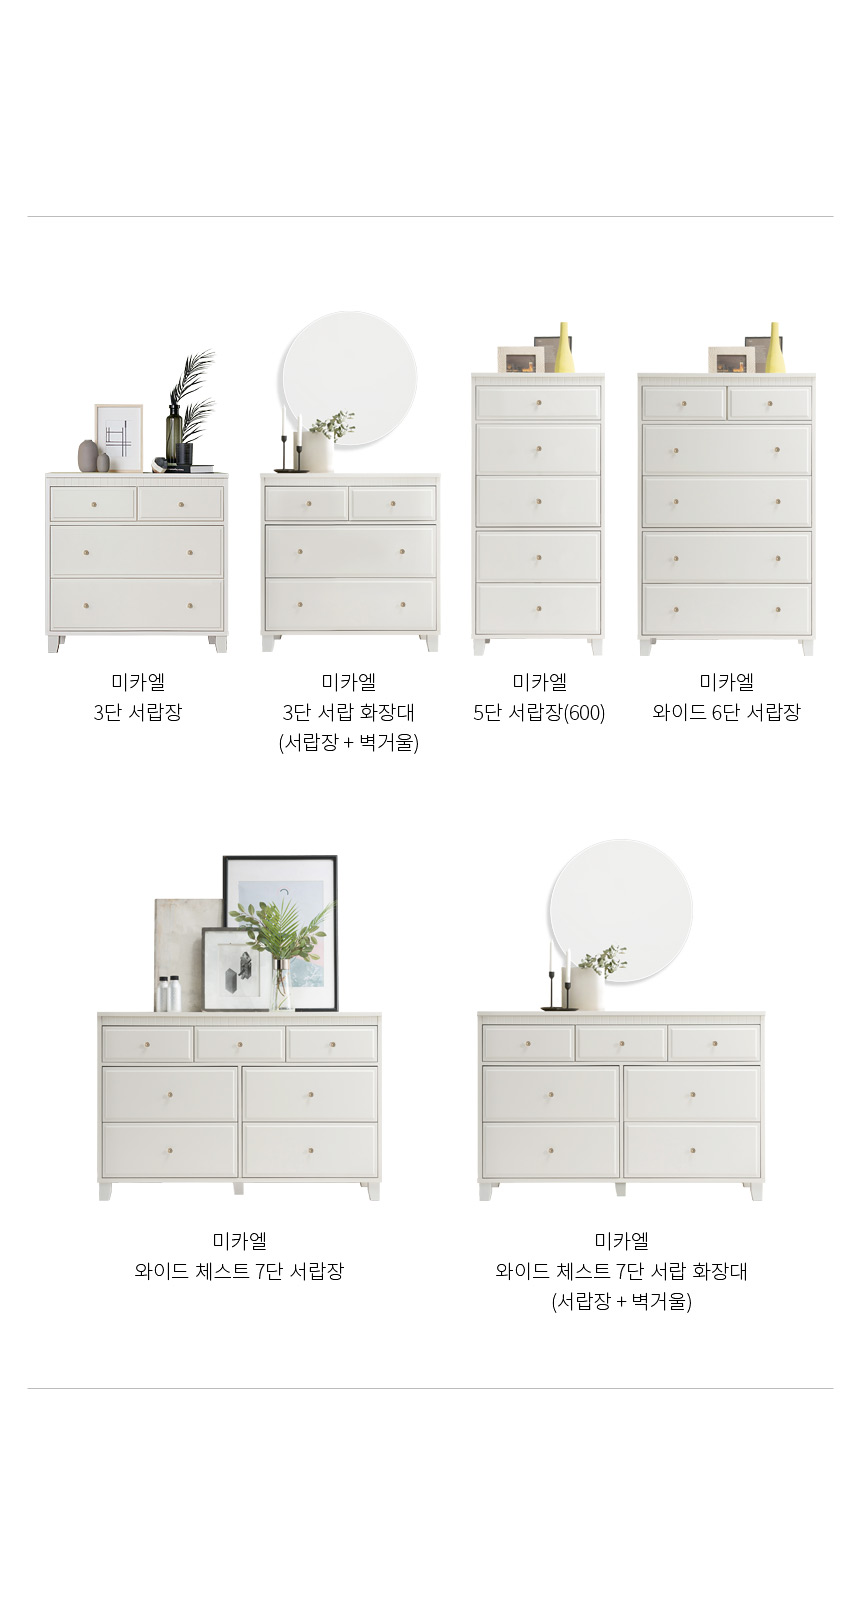 미카엘
3단 서랍장
미카엘
3단 서랍 화장대
(서랍장 + 벽거울)
미카엘
5단 서랍장(600)
미카엘
와이드 6단 서랍장
미카엘
와이드 체스트 7단 서랍장
미카엘
와이드 체스트 7단 서랍 화장대
(서랍장 + 벽거울)